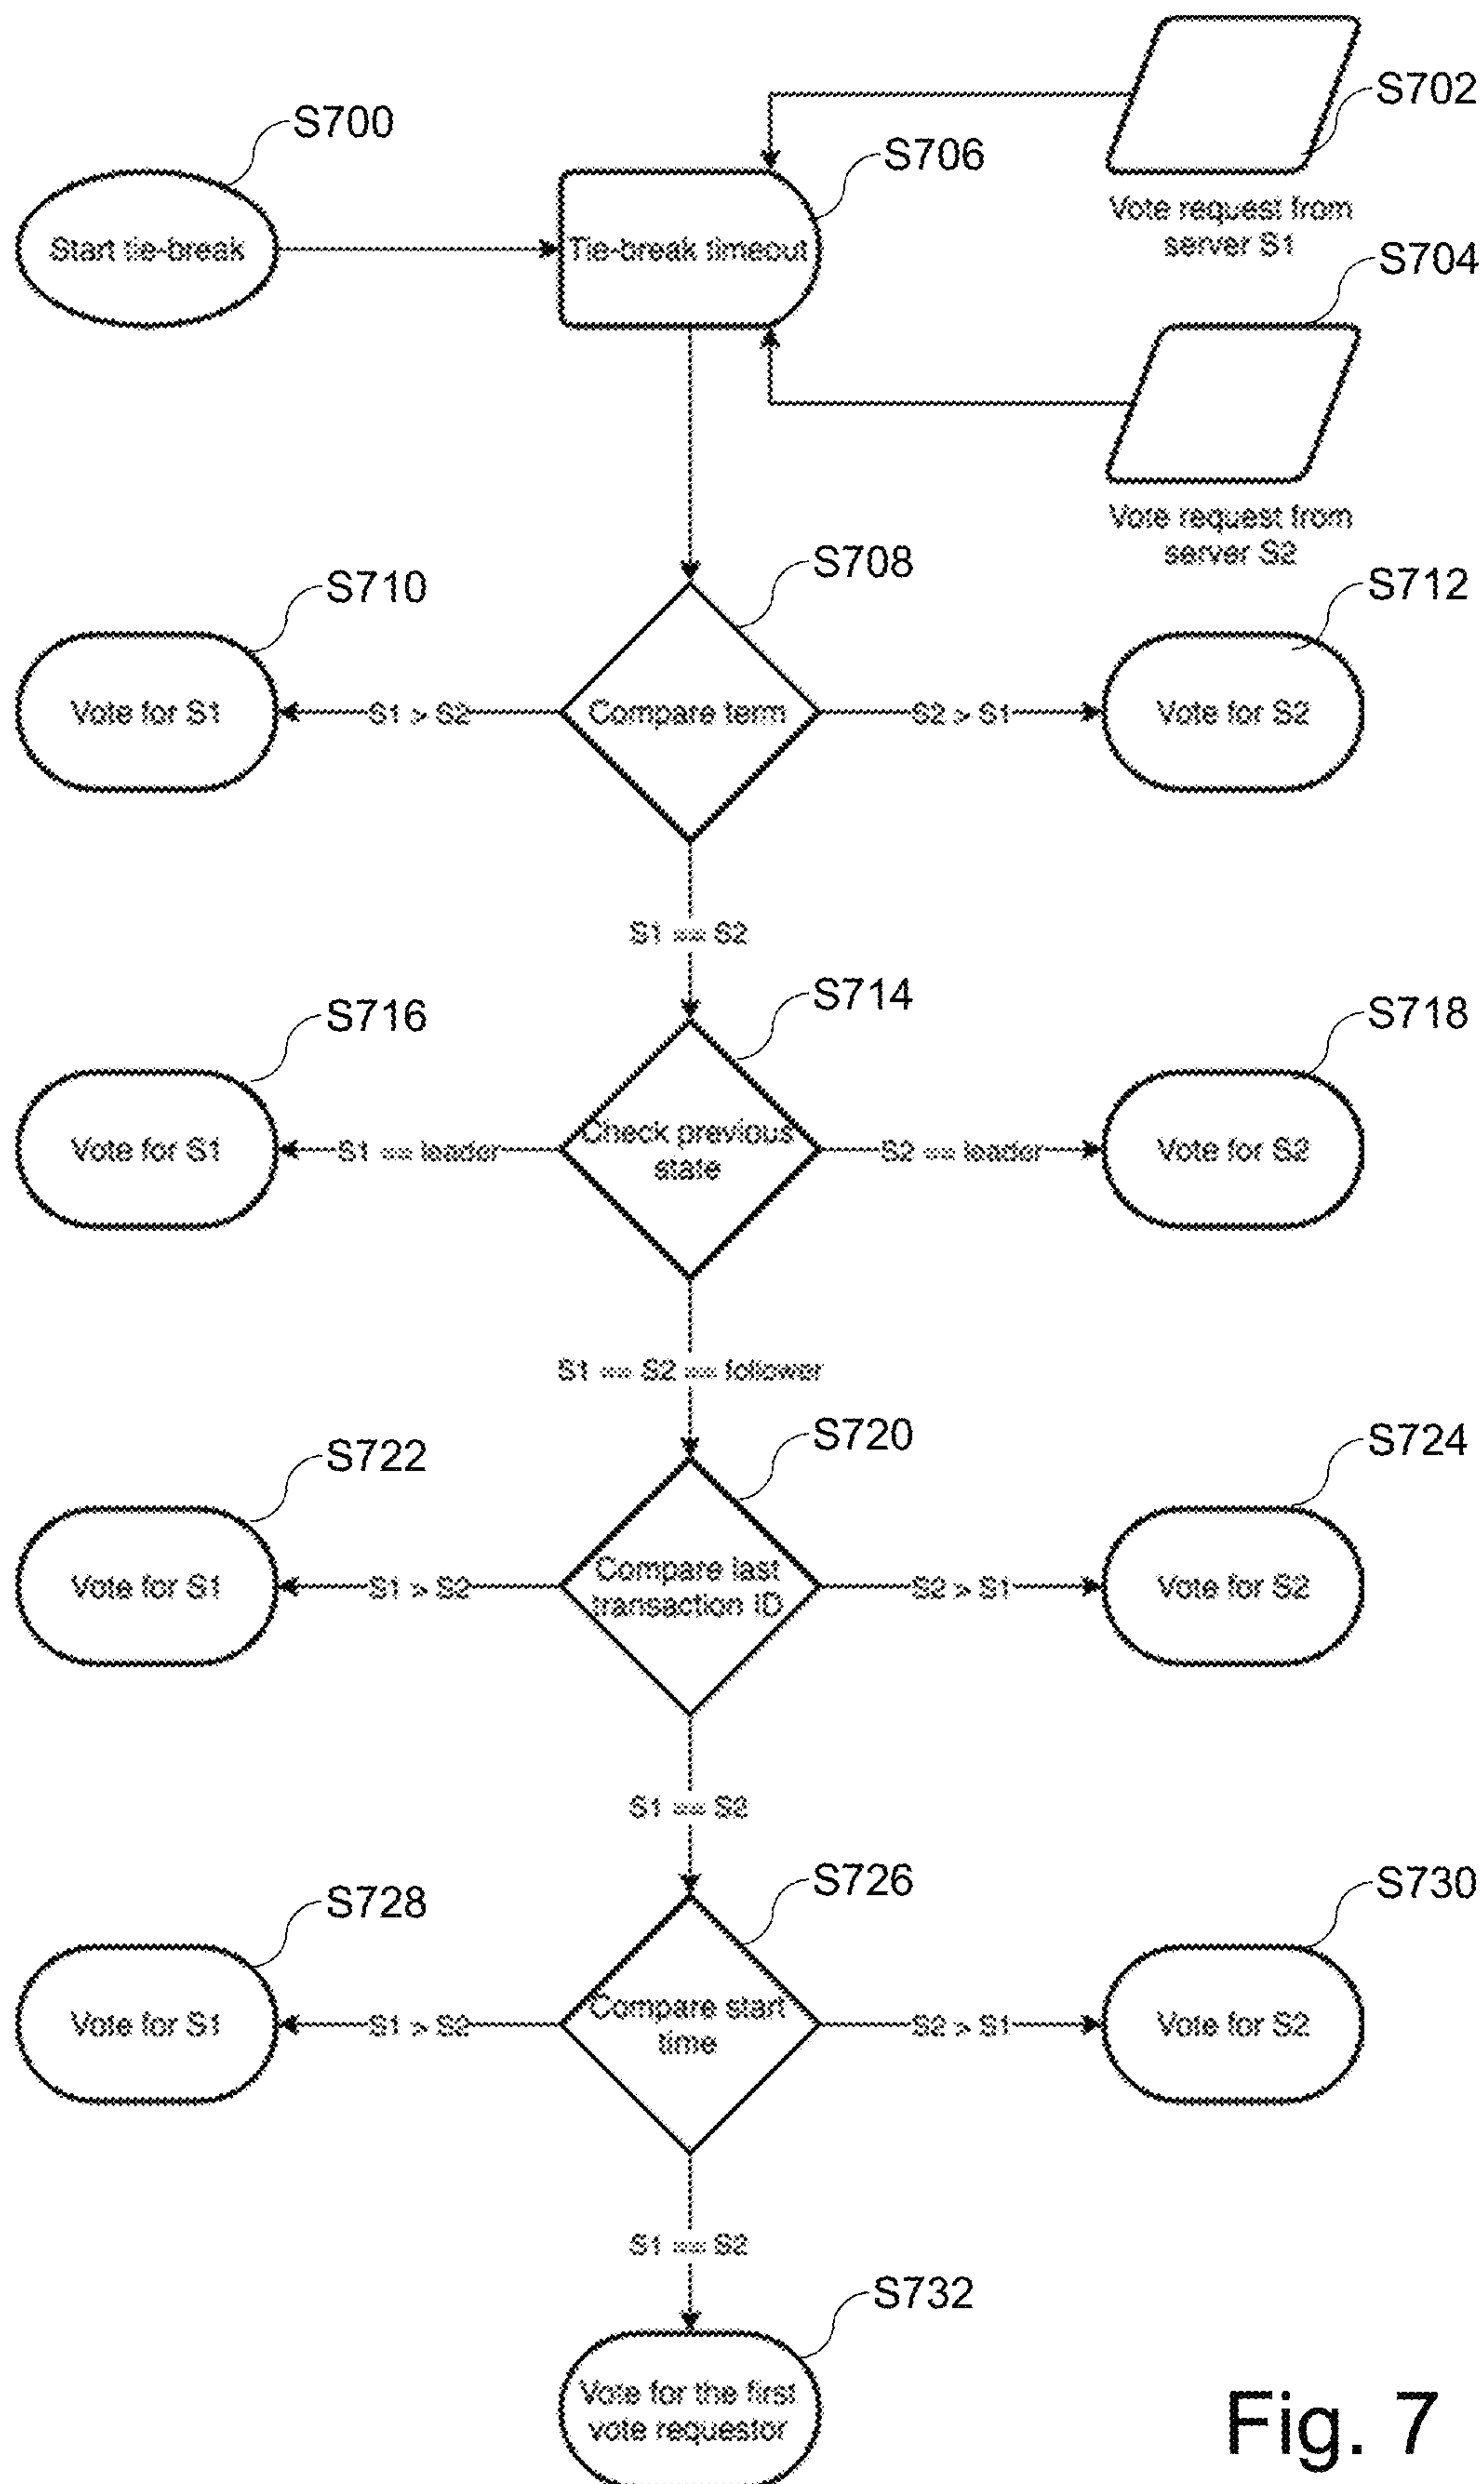 S702
S700
S706
Vote request from
server S1
Start tie-break
Tie-break timeout
S704
Vote request from
server S2
S708
S710
S712
Vote for S1
S1 > S2
Compare term
S2 > S1
Vote for S2
S1 == S2
S714
S716
S718
Vote for S1
S1 == leader
Check previous
state
S2 == leader
Vote for S2
S1 == S2 == follower
S720
S722
S724
Vote for S1
S1 > S2
Compare last
transaction ID
S2 > S1
Vote for S2
S1 == S2
S726
S728
S730
Vote for S1
S1 > S2
Compare start
time
S2 > S1
Vote for S2
S1 == S2
S732
Vote for the first
vote requestor
Fig. 7